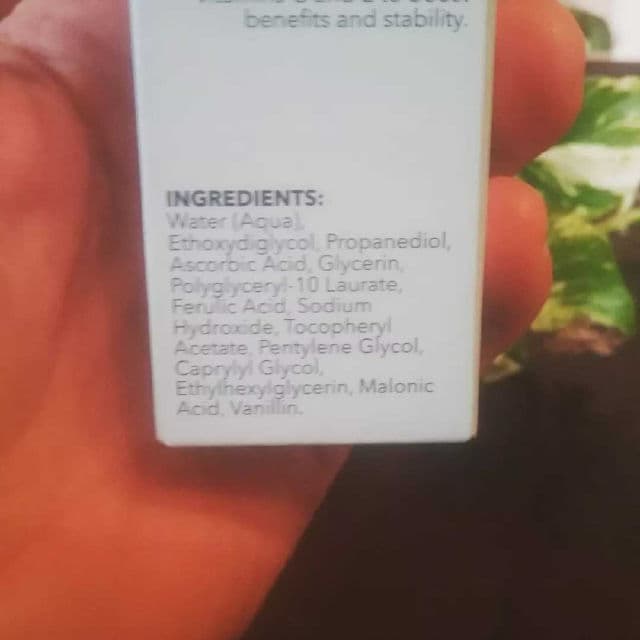 benefits and stability.
INGREDIENTS:
Water (Aqua),
Ethoxydiglycol, Propanediol,
Ascorbic Acid, Glycerin,
Polyglyceryl-10 Laurate,
Ferulic Acid, Sodium
Hydroxide, Tocopheryl
Acetate, Pentylene Glycol,
Caprylyl Glycol,
Ethylhexylglycerin, Malonic
Acid, Vanillin.